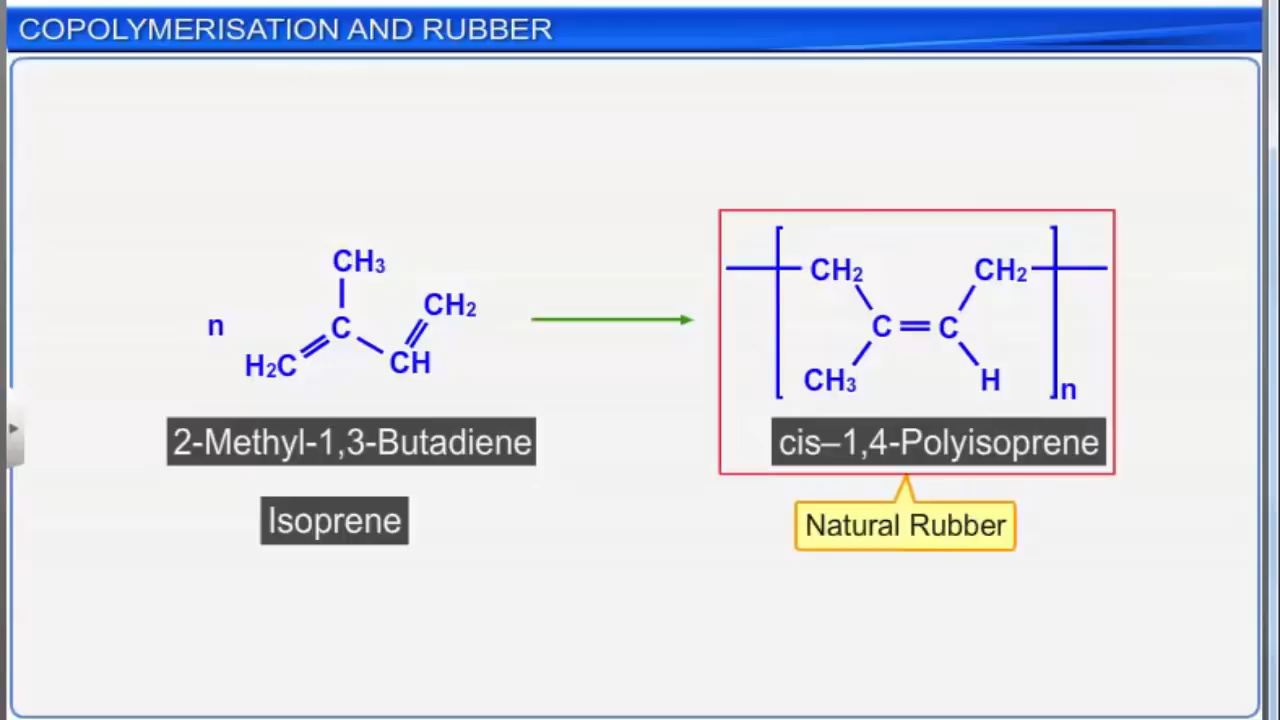 COPOLYMERISATION AND RUBBER
CH3
CH2
n
C
H2C
CH
CH2
CH2
C
C
CH3
H
n
2-Methyl-1,3-Butadiene
cis–1,4-Polyisoprene
Isoprene
Natural Rubber